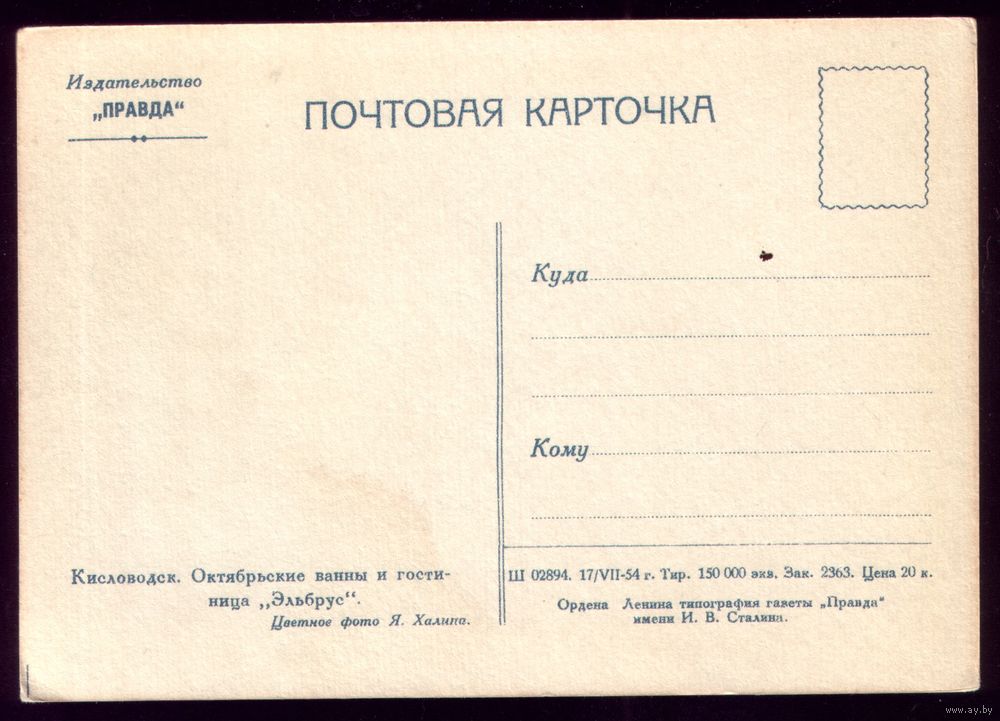 Издательство
„ПРАВДА“
ПОЧТОВАЯ КАРТОЧКА
Куда
Кому
Кисловодск. Октябрьские ванны и гости-
ница „Эльбрус“.
Цветное фото Я. Халипа.
Ш 02894. 17/VII-54 г. Тир. 150 000 экз. Зак. 2363. Цена 20 к.
Ордена Ленина типография газеты „Правда“
имени И. В. Сталина.
www.ay.by